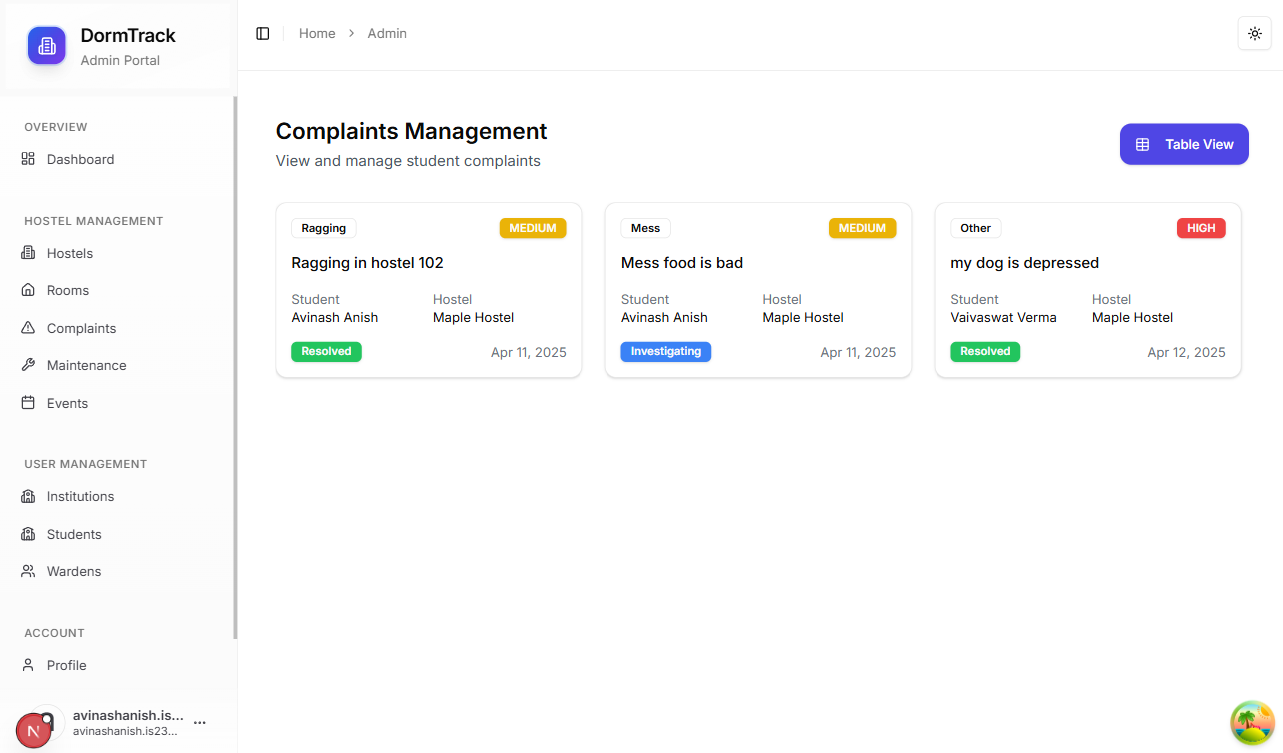 DormTrack
Admin Portal
OVERVIEW
Dashboard
HOSTEL MANAGEMENT
Hostels
Rooms
Complaints
Maintenance
Events
USER MANAGEMENT
Institutions
Students
Wardens
ACCOUNT
Profile
N
avinashanish.is...
avinashanish.is23...
Home > Admin
Complaints Management
View and manage student complaints
Table View
Ragging MEDIUM
Ragging in hostel 102
Student Hostel
Avinash Anish Maple Hostel
Resolved Apr 11, 2025
Mess MEDIUM
Mess food is bad
Student Hostel
Avinash Anish Maple Hostel
Investigating Apr 11, 2025
Other HIGH
my dog is depressed
Student Hostel
Vaivaswat Verma Maple Hostel
Resolved Apr 12, 2025